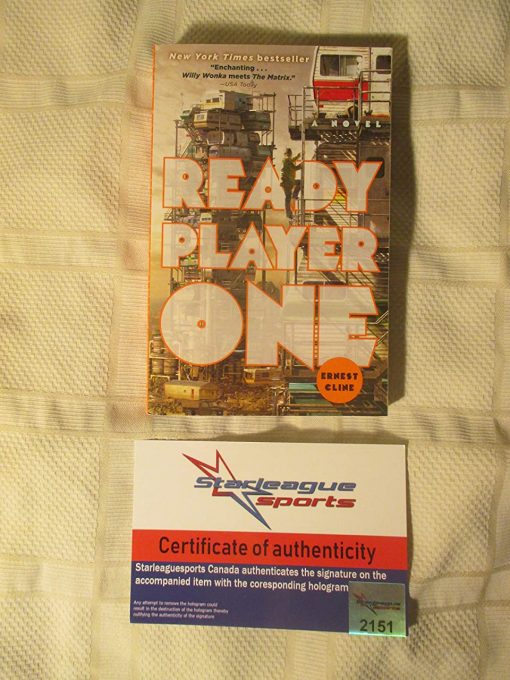 New York Times bestseller
"Enchanting . . .
Willy Wonka meets The Matrix."
—USA Today
A NOVEL
READY
PLAYER
ONE
ERNEST
CLINE
Starleague
sports
Certificate of authenticity
Starleaguesports Canada authenticates the signature on the
accompanied item with the coresponding hologram
Any attempt to remove the hologram could
result in the destruction of the hologram thereby
nullifying the authenticity of the signature
Starleague
sports
2151